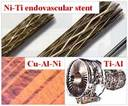 Ni-Ti endovascular stent
Cu-Al-Ni
Ti-Al